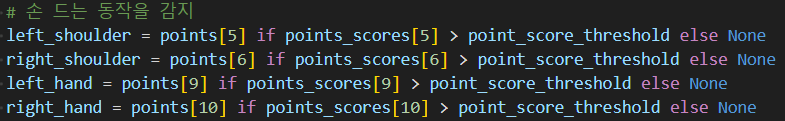 # 손 드는 동작을 감지
left_shoulder = points[5] if points_scores[5] > point_score_threshold else None
right_shoulder = points[6] if points_scores[6] > point_score_threshold else None
left_hand = points[9] if points_scores[9] > point_score_threshold else None
right_hand = points[10] if points_scores[10] > point_score_threshold else None